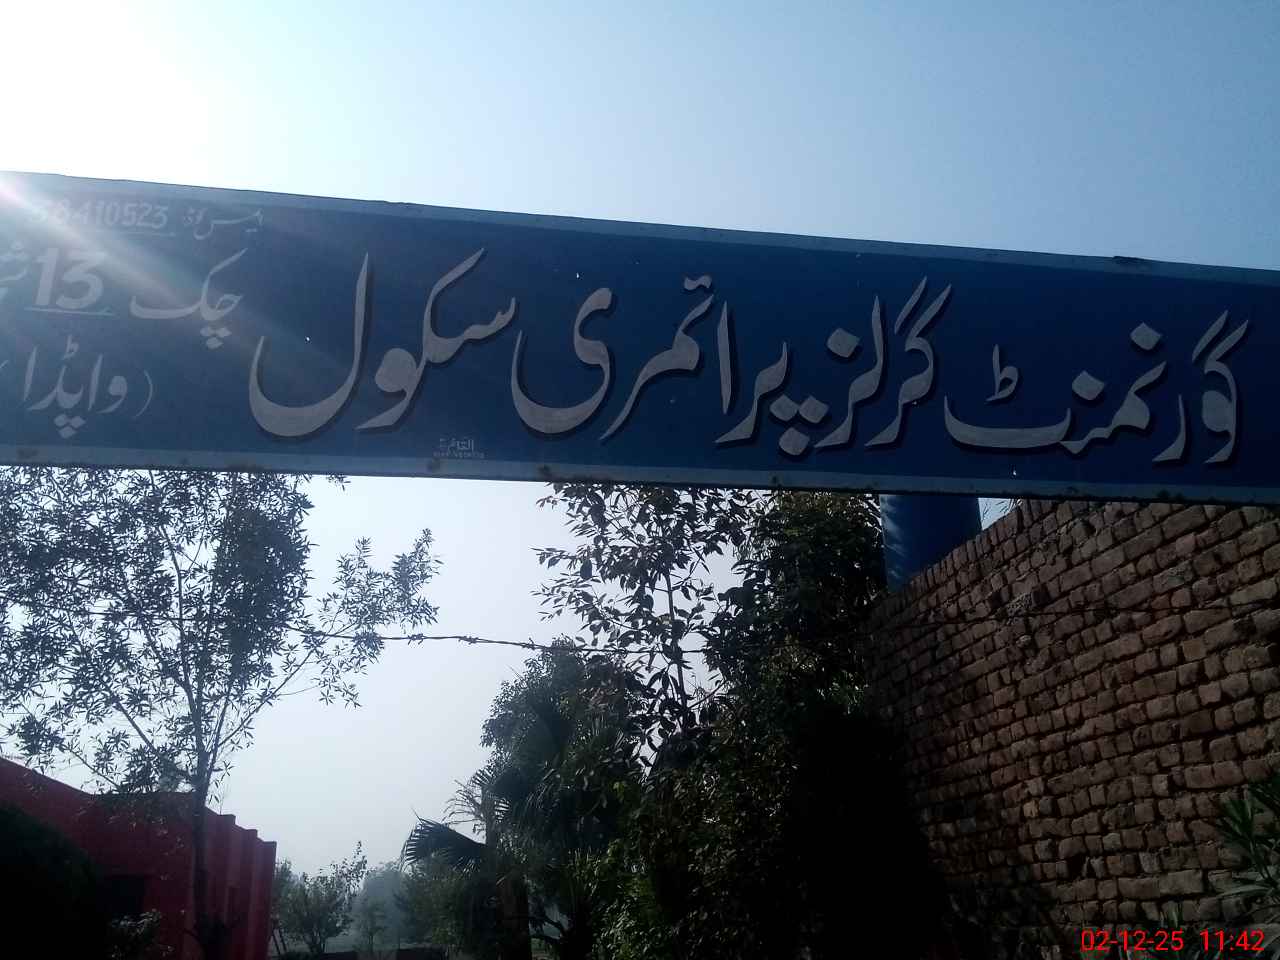 گورنمنٹ گرلز پرائمری سکول
چک 13
(واپڈا)
02-12-25 11:42